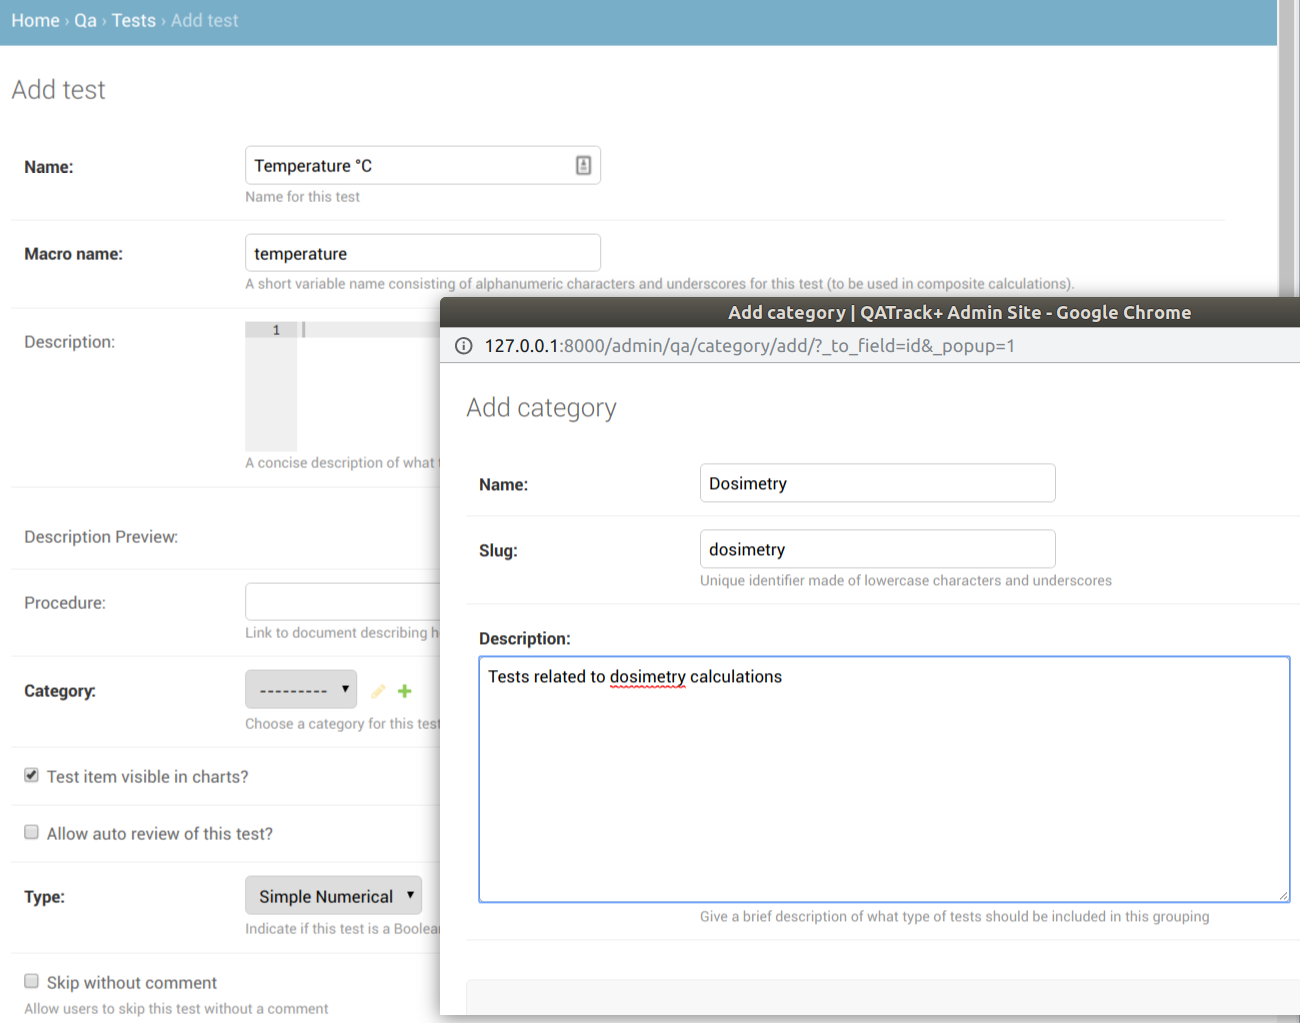 Home › Qa › Tests › Add test
Add test
Name:
Temperature °C
Name for this test
Macro name:
temperature
A short variable name consisting of alphanumeric characters and underscores for this test (to be used in composite calculations).
Description:
1
A concise description of what
Description Preview:
Procedure:
Link to document describing
Category:
---------
Choose a category for this test
Test item visible in charts?
Allow auto review of this test?
Type:
Simple Numerical
Indicate if this test is a Boolean
Skip without comment
Allow users to skip this test without a comment
Add category | QATrack+ Admin Site - Google Chrome
127.0.0.1:8000/admin/qa/category/add/?_to_field=id&_popup=1
Add category
Name:
Dosimetry
Slug:
dosimetry
Unique identifier made of lowercase characters and underscores
Description:
Tests related to dosimetry calculations
Give a brief description of what type of tests should be included in this grouping